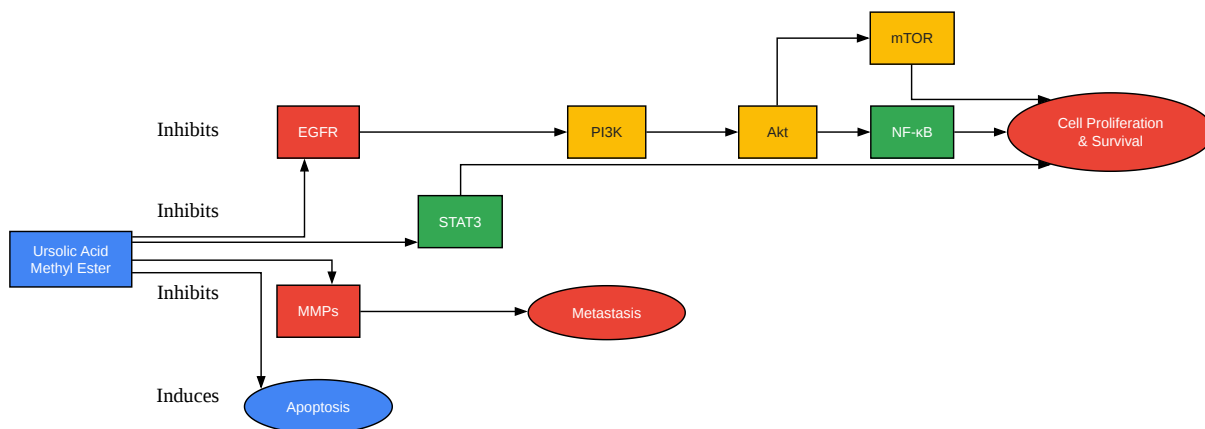 mTOR
Inhibits
EGFR
PI3K
Akt
NF-κB
Cell Proliferation
& Survival
Inhibits
STAT3
Ursolic Acid
Methyl Ester
Inhibits
MMPs
Metastasis
Induces
Apoptosis